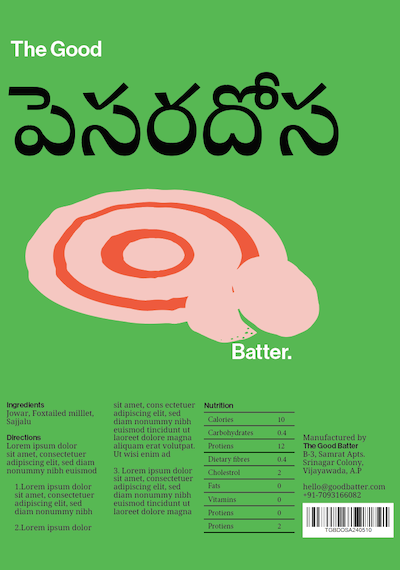 The Good
పెసరదోస
Batter.
Ingredients
Jowar, Foxtailed milllet,
Sajjalu
Directions
Lorem ipsum dolor
sit amet, consectetuer
adipiscing elit, sed diam
nonummy nibh euismod
1.Lorem ipsum dolor
sit amet, consectetuer
adipiscing elit, sed
diam nonummy nibh
2.Lorem ipsum dolor
sit amet, cons ectetuer
adipiscing elit, sed
diam nonummy nibh
euismod tincidunt ut
laoreet dolore magna
aliquam erat volutpat.
Ut wisi enim ad
3. Lorem ipsum dolor
sit amet, consectetuer
adipiscing elit, sed
diam nonummy nibh
euismod tincidunt ut
laoreet dolore magna
Nutrition
Calories 10
Carbohydrates 0.4
Protiens 12
Dietary fibres 0.4
Cholestrol 2
Fats 0
Vitamins 0
Protiens 0
Protiens 2
Manufactured by
The Good Batter
B-3, Samrat Apts.
Srinagar Colony,
Vijayawada, A.P
hello@goodbatter.com
+91-7093166082
TGBDOSA240510